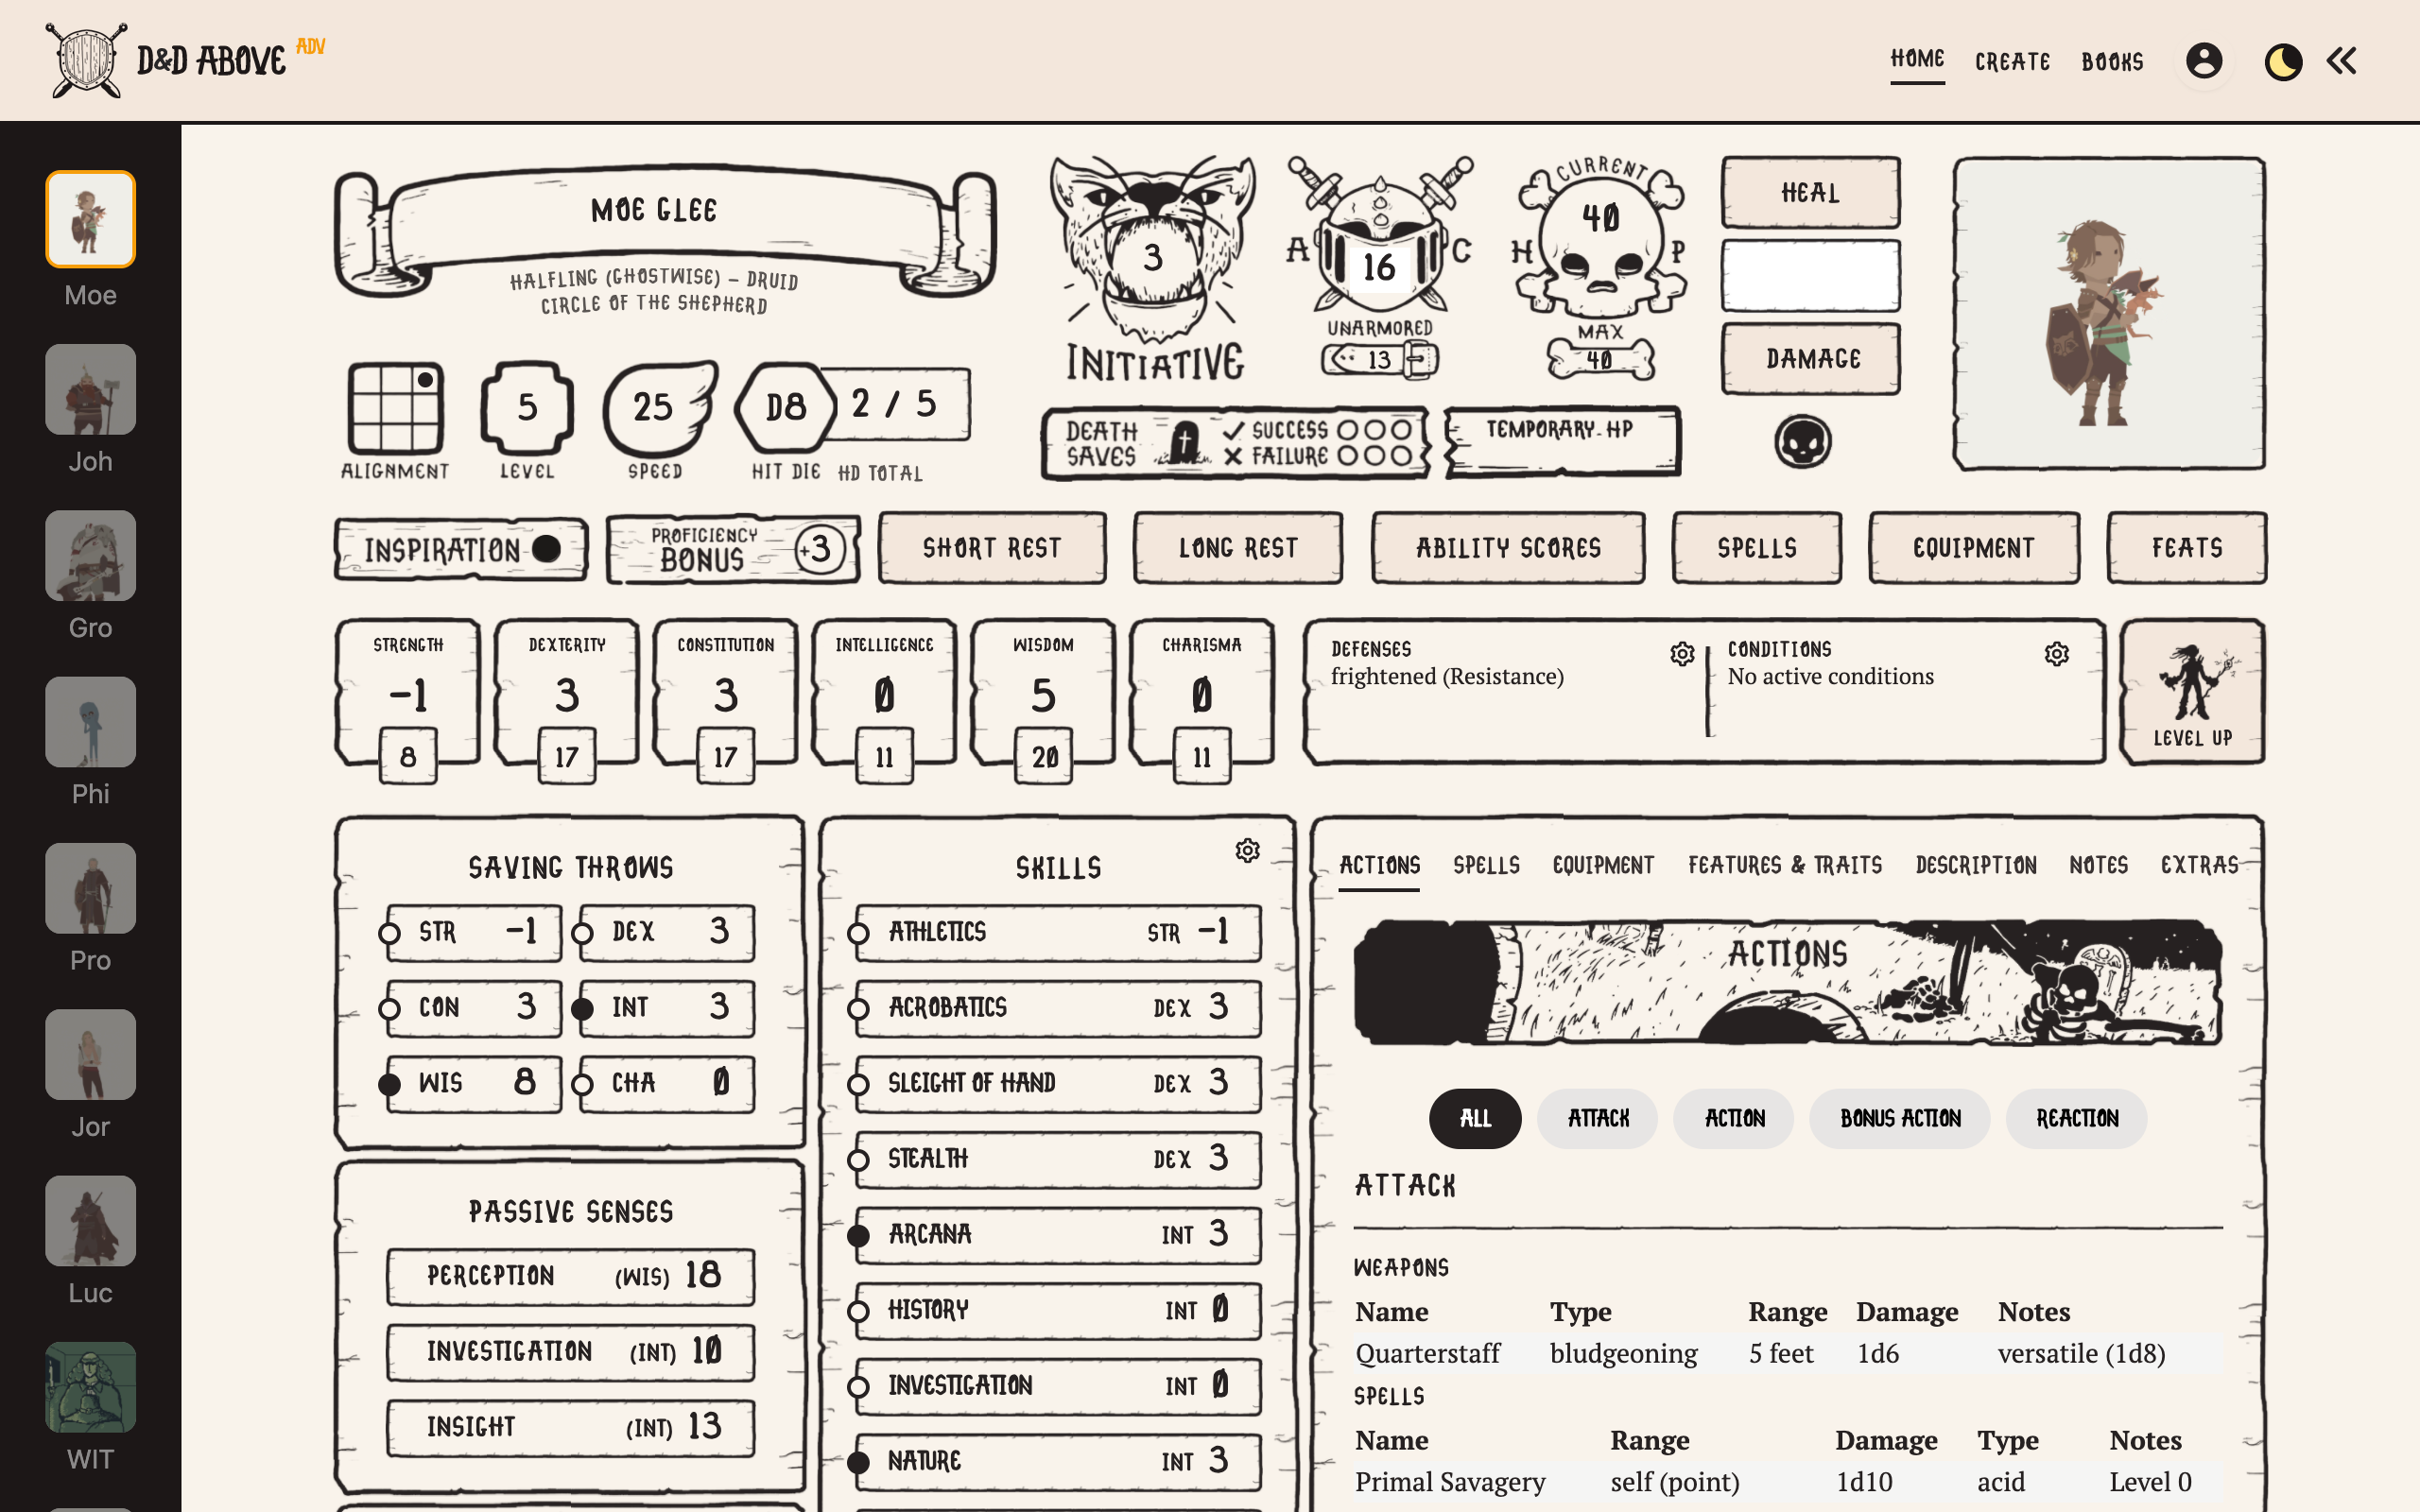 D&D ABOVE ADV
HOME CREATE BOOKS
Moe
Joh
Gro
Phi
Pro
Jor
Luc
WIT
MOE GLEE
HALFLING (GHOSTWISE) – DRUID
CIRCLE OF THE SHEPHERD
ALIGNMENT
5
LEVEL
25
SPEED
D8
HIT DIE
2 / 5
HD TOTAL
3
INITIATIVE
A 16 C
UNARMORED
13
CURRENT
40
H P
MAX
40
HEAL
DAMAGE
DEATH SAVES
SUCCESS
FAILURE
TEMPORARY HP
INSPIRATION
PROFICIENCY
BONUS
+3
SHORT REST
LONG REST
ABILITY SCORES
SPELLS
EQUIPMENT
FEATS
STRENGTH
-1
8
DEXTERITY
3
17
CONSTITUTION
3
17
INTELLIGENCE
0
11
WISDOM
5
20
CHARISMA
0
11
DEFENSES
frightened (Resistance)
CONDITIONS
No active conditions
LEVEL UP
SAVING THROWS
STR -1
DEX 3
CON 3
INT 3
WIS 8
CHA 0
PASSIVE SENSES
PERCEPTION (WIS) 18
INVESTIGATION (INT) 10
INSIGHT (INT) 13
SKILLS
ATHLETICS STR -1
ACROBATICS DEX 3
SLEIGHT OF HAND DEX 3
STEALTH DEX 3
ARCANA INT 3
HISTORY INT 0
INVESTIGATION INT 0
NATURE INT 3
ACTIONS SPELLS EQUIPMENT FEATURES & TRAITS DESCRIPTION NOTES EXTRAS
ACTIONS
ALL ATTACK ACTION BONUS ACTION REACTION
ATTACK
WEAPONS
Name Type Range Damage Notes
Quarterstaff bludgeoning 5 feet 1d6 versatile (1d8)
SPELLS
Name Range Damage Type Notes
Primal Savagery self (point) 1d10 acid Level 0